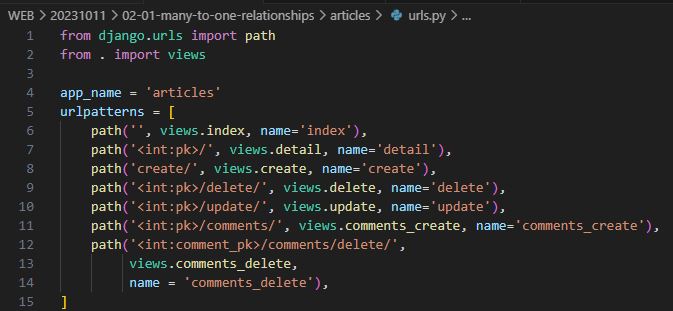 WEB > 20231011 > 02-01-many-to-one-relationships > articles > urls.py > ...
1 from django.urls import path
2 from . import views
3
4 app_name = 'articles'
5 urlpatterns = [
6     path('', views.index, name='index'),
7     path('<int:pk>/', views.detail, name='detail'),
8     path('create/', views.create, name='create'),
9     path('<int:pk>/delete/', views.delete, name='delete'),
10     path('<int:pk>/update/', views.update, name='update'),
11     path('<int:pk>/comments/', views.comments_create, name='comments_create'),
12     path('<int:comment_pk>/comments/delete/',
13          views.comments_delete,
14          name = 'comments_delete'),
15 ]